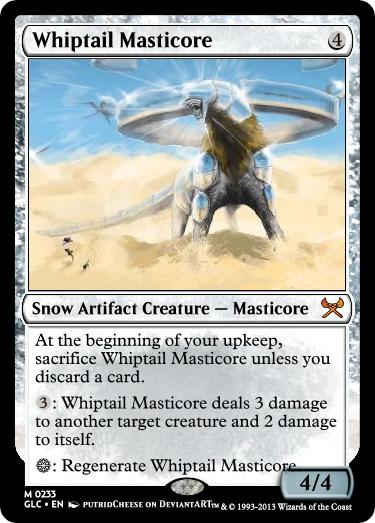 Whiptail Masticore 4
Snow Artifact Creature — Masticore
At the beginning of your upkeep,
sacrifice Whiptail Masticore unless you
discard a card.
3: Whiptail Masticore deals 3 damage
to another target creature and 2 damage
to itself.
: Regenerate Whiptail Masticore.
4/4
M 0233
GLC • EN PUTRIDCHEESE ON DEVIANTART™ & © 1993-2013 Wizards of the Coast